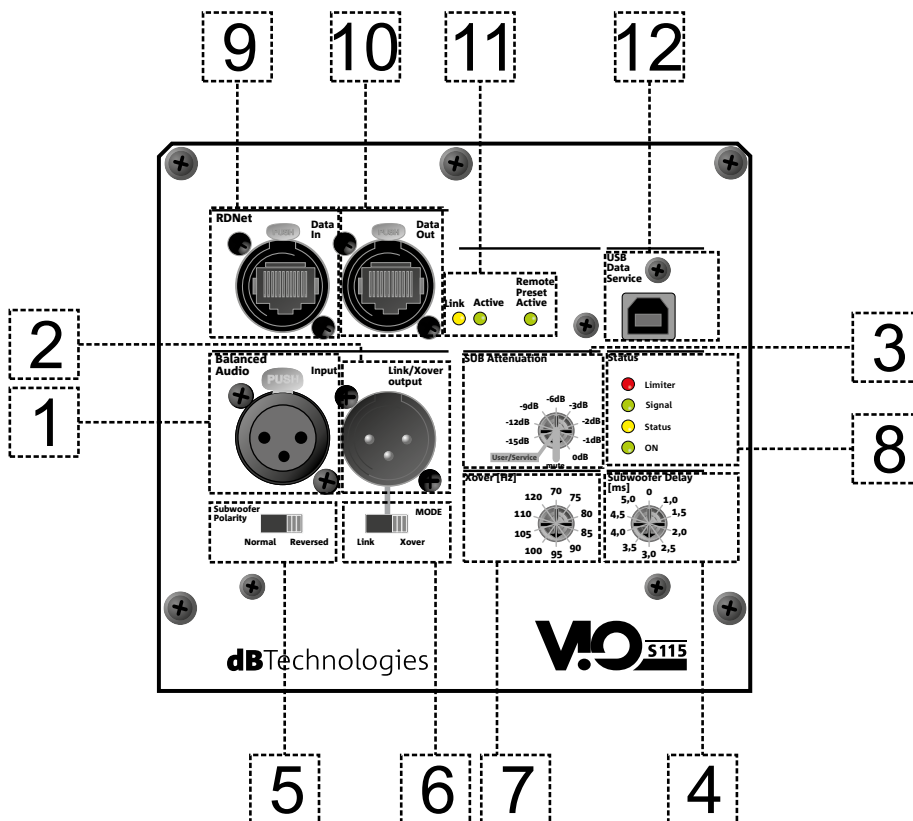 9
10
11
12
RDNet
PUSH
Data
In
PUSH
Data
Out
Link
Active
Remote
Preset
Active
USB
Data
Service
2
3
1
8
Balanced
Audio
PUSH
Input
Link/Xover
output
SUB Attenuation
-6dB
-9dB
-3dB
-12dB
-2dB
-15dB
-1dB
User/Service
mute
0dB
Status
Limiter
Signal
Status
ON
Subwoofer
Polarity
Normal
Reversed
MODE
Link
Xover
Xover [Hz]
70
120
75
110
80
105
85
100
90
95
Subwoofer Delay
[ms]
0
5,0
1,0
4,5
1,5
4,0
2,0
3,5
2,5
3,0
dBTechnologies
VIO
S115
5
6
7
4